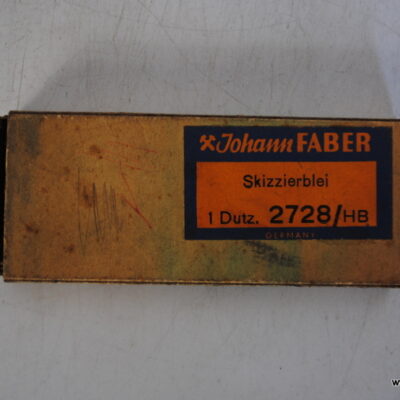 Johann FABER
Skizzierblei
1 Dutz. 2728/HB
GERMANY